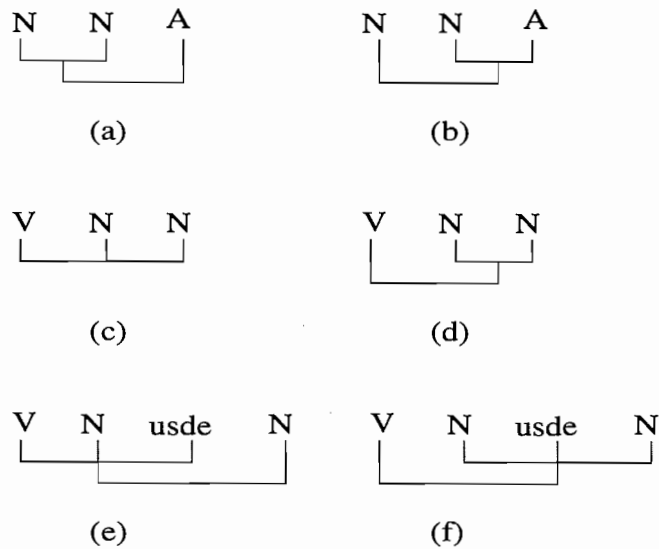 N N A N N A
(a) (b)
V N N V N N
(c) (d)
V N usde N V N usde N
(e) (f)